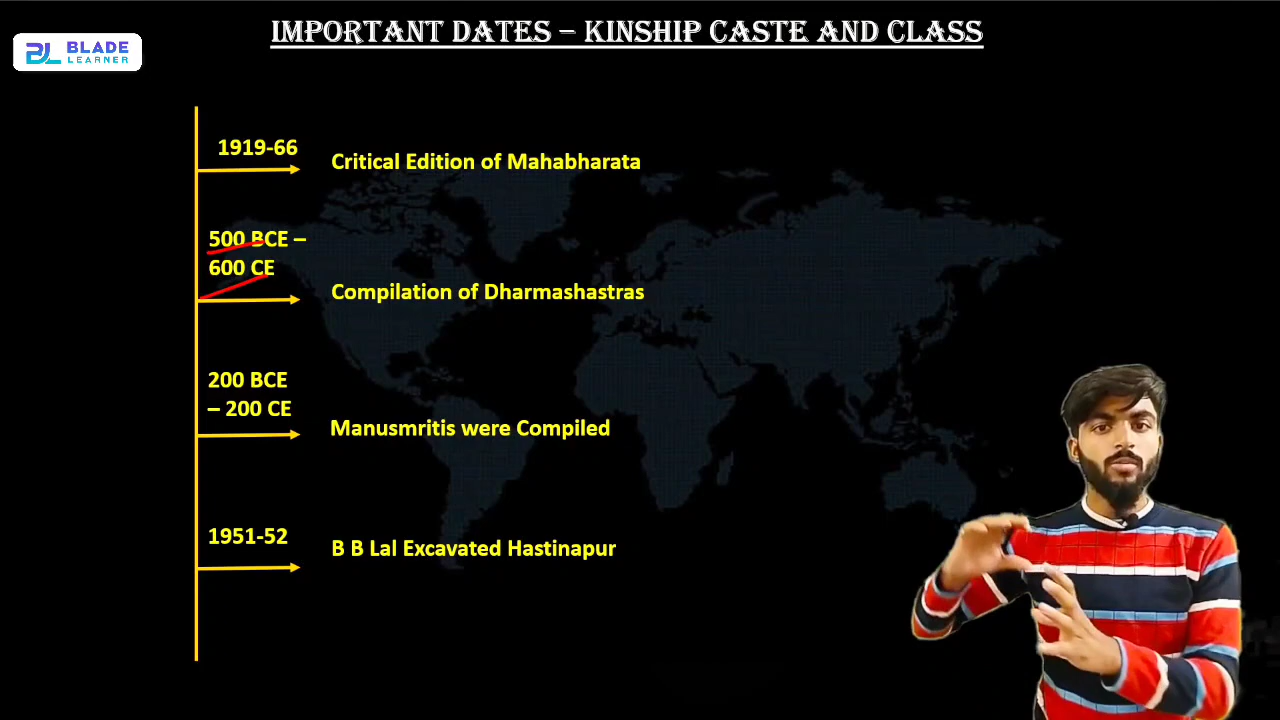 IMPORTANT DATES – KINSHIP CASTE AND CLASS
BL BLADE
LEARNER
1919-66
Critical Edition of Mahabharata
500 BCE –
600 CE
Compilation of Dharmashastras
200 BCE
– 200 CE
Manusmritis were Compiled
1951-52
B B Lal Excavated Hastinapur